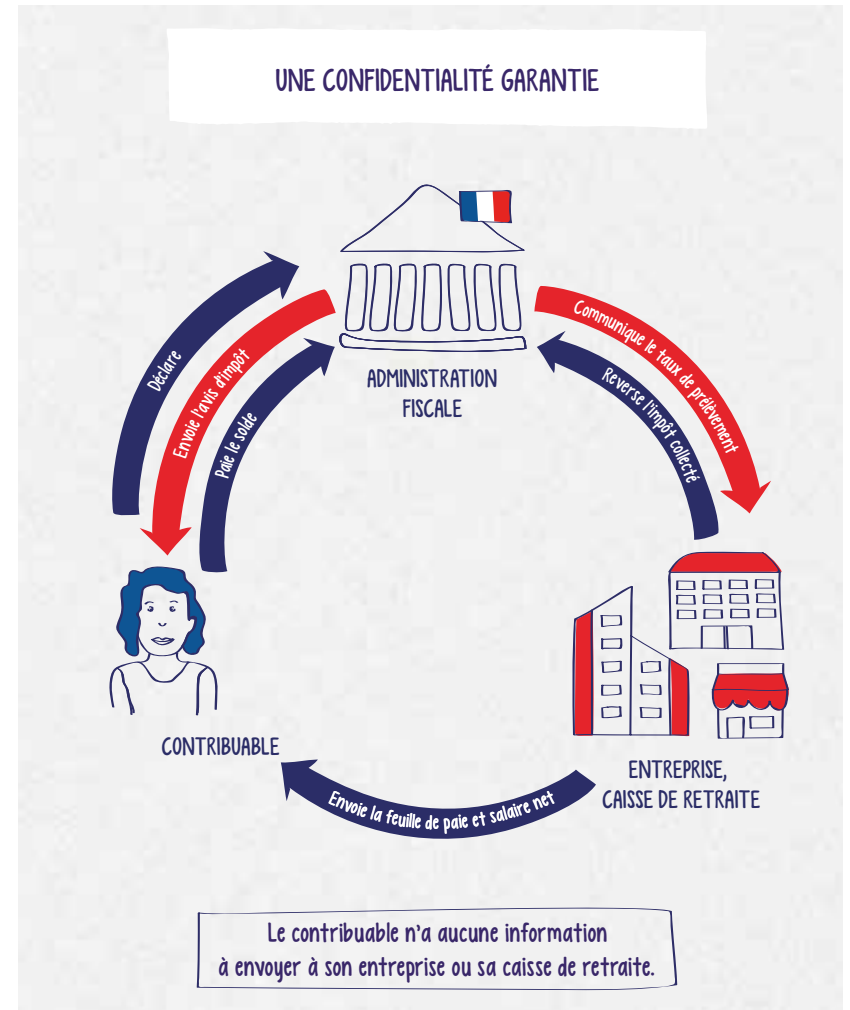 UNE CONFIDENTIALITÉ GARANTIE
Déclare
Envoie l'avis d'impôt
Paie le solde
ADMINISTRATION
FISCALE
Communique le taux de prélèvement
Reverse l'impôt collecté
CONTRIBUABLE
ENTREPRISE,
CAISSE DE RETRAITE
Envoie la feuille de paie et salaire net
Le contribuable n'a aucune information
à envoyer à son entreprise ou sa caisse de retraite.